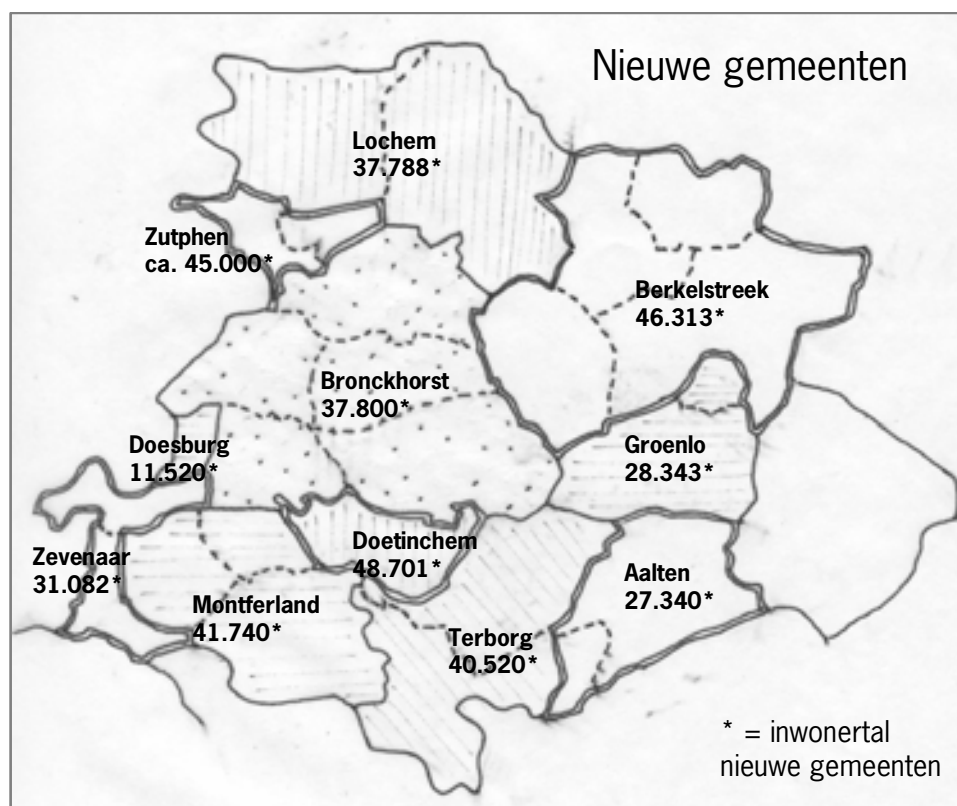 Nieuwe gemeenten
Lochem
37.788*
Zutphen
ca. 45.000*
Berkelstreek
46.313*
Bronckhorst
37.800*
Doesburg
11.520*
Groenlo
28.343*
Zevenaar
31.082*
Doetinchem
48.701*
Aalten
27.340*
Montferland
41.740*
Terborg
40.520*
* = inwonertal
nieuwe gemeenten